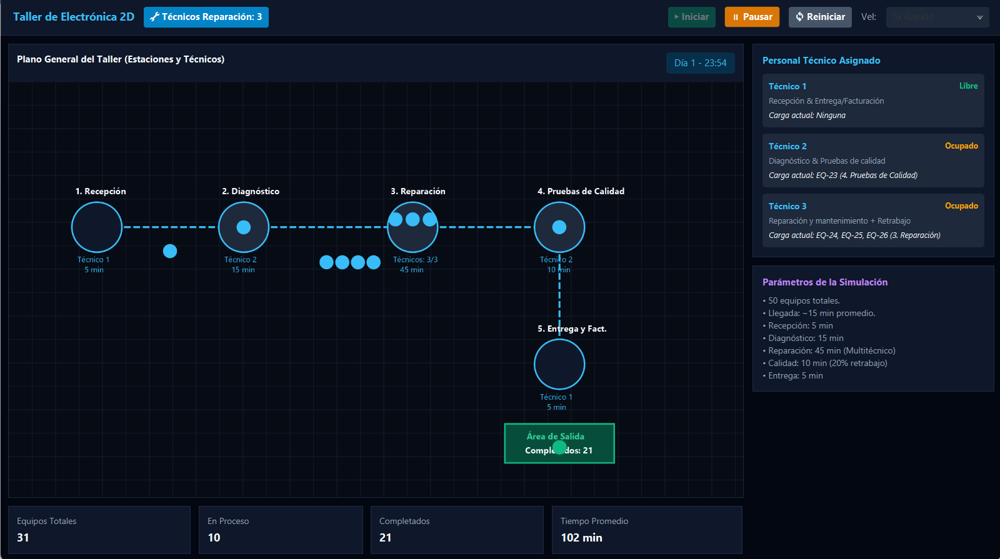 Taller de Electrónica 2D
Técnicos Reparación: 3
Iniciar
Pausar
Reiniciar
Vel:
5x Rápido
Plano General del Taller (Estaciones y Técnicos)
Día 1 - 23:54
1. Recepción
Técnico 1
5 min
2. Diagnóstico
Técnico 2
15 min
3. Reparación
Técnicos: 3/3
45 min
4. Pruebas de Calidad
Técnico 2
10 min
5. Entrega y Fact.
Técnico 1
5 min
Área de Salida
Completados: 21
Equipos Totales
31
En Proceso
10
Completados
21
Tiempo Promedio
102 min
Personal Técnico Asignado
Técnico 1
Libre
Recepción & Entrega/Facturación
Carga actual: Ninguna
Técnico 2
Ocupado
Diagnóstico & Pruebas de calidad
Carga actual: EQ-23 (4. Pruebas de Calidad)
Técnico 3
Ocupado
Reparación y mantenimiento + Retrabajo
Carga actual: EQ-24, EQ-25, EQ-26 (3. Reparación)
Parámetros de la Simulación
• 50 equipos totales.
• Llegada: ~15 min promedio.
• Recepción: 5 min
• Diagnóstico: 15 min
• Reparación: 45 min (Multitécnico)
• Calidad: 10 min (20% retrabajo)
• Entrega: 5 min